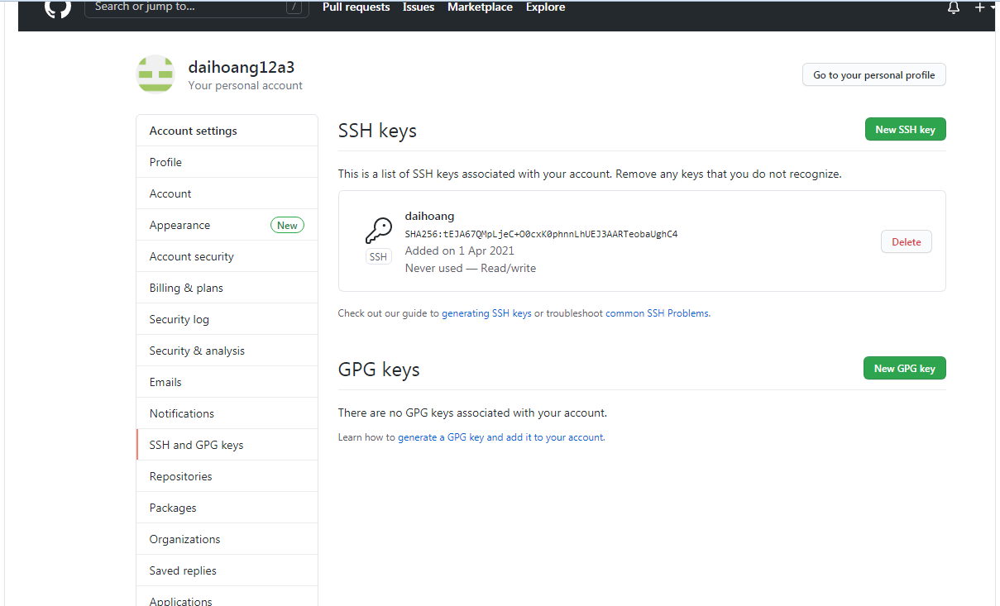 Search or jump to...
/
Pull requests Issues Marketplace Explore
daihoang12a3
Your personal account
Go to your personal profile
Account settings
Profile
Account
Appearance New
Account security
Billing & plans
Security log
Security & analysis
Emails
Notifications
SSH and GPG keys
Repositories
Packages
Organizations
Saved replies
Applications
SSH keys
New SSH key
This is a list of SSH keys associated with your account. Remove any keys that you do not recognize.
daihoang
SHA256:tEJA67QMpLjeC+O0cxK0phnnLhUEJ3AARTeobaUghC4
SSH
Added on 1 Apr 2021
Never used — Read/write
Delete
Check out our guide to generating SSH keys or troubleshoot common SSH Problems.
GPG keys
New GPG key
There are no GPG keys associated with your account.
Learn how to generate a GPG key and add it to your account.